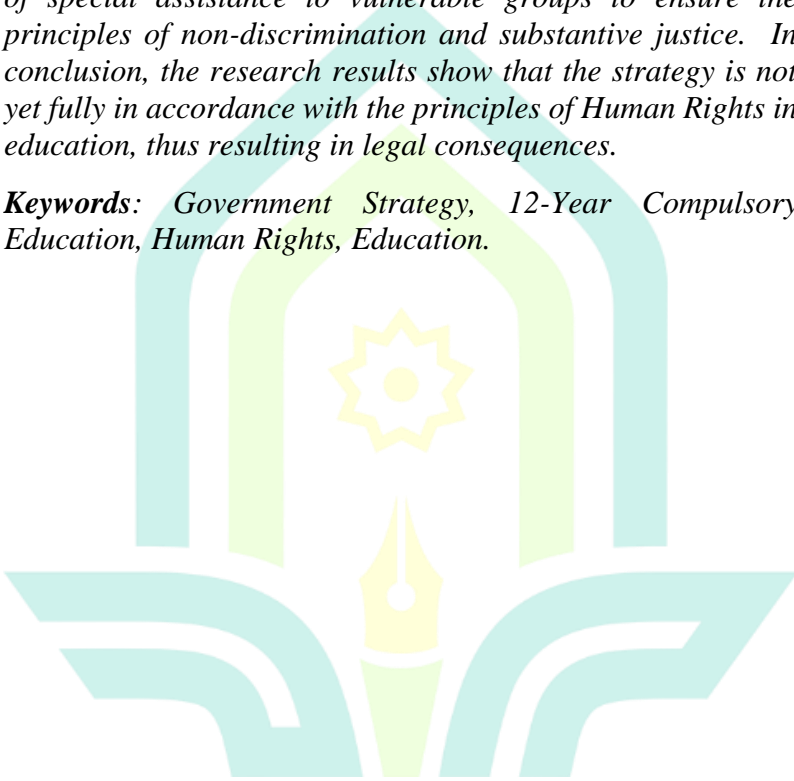 of special assistance to vulnerable groups to ensure the
principles of non-discrimination and substantive justice. In
conclusion, the research results show that the strategy is not
yet fully in accordance with the principles of Human Rights in
education, thus resulting in legal consequences.
Keywords: Government Strategy, 12-Year Compulsory
Education, Human Rights, Education.